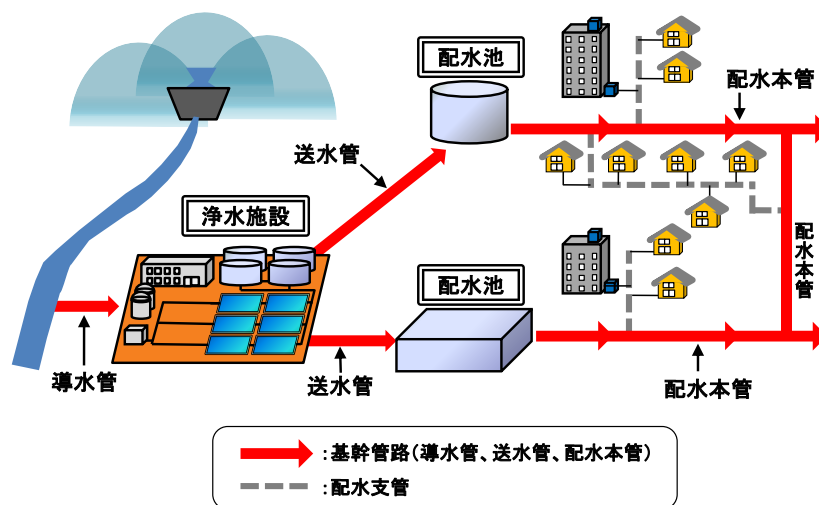 配水池
配水本管
送水管
浄水施設
配水本管
配水池
導水管
送水管
配水本管
:基幹管路(導水管、送水管、配水本管)
:配水支管